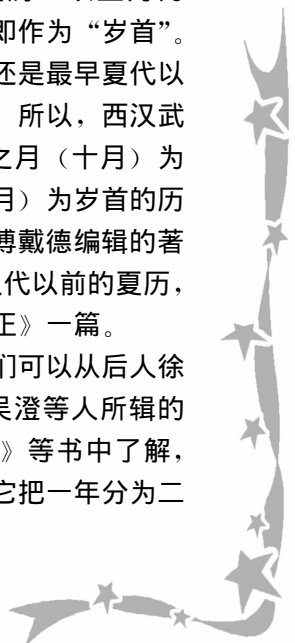 即作为“岁首”。
还是最早夏代以
所以，西汉武
之月（十月）为
月）为岁首的历
傅戴德编辑的著
代以前的夏历，
正》一篇。
们可以从后人徐
吴澄等人所辑的
》等书中了解，
它把一年分为二